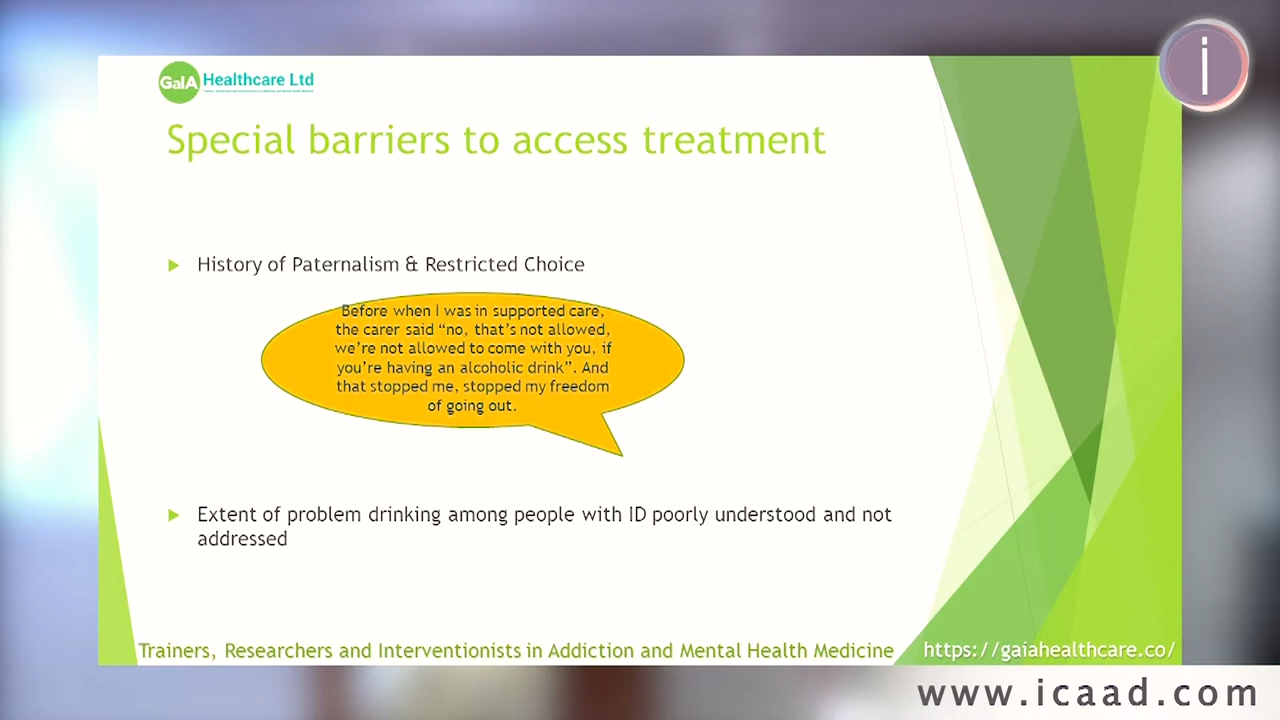 GaIA Healthcare Ltd
Special barriers to access treatment
History of Paternalism & Restricted Choice
Before when I was in supported care,
the carer said “no, that’s not allowed,
we’re not allowed to come with you, if
you’re having an alcoholic drink”. And
that stopped me, stopped my freedom
of going out.
Extent of problem drinking among people with ID poorly understood and not
addressed
Trainers, Researchers and Interventionists in Addiction and Mental Health Medicine
https://gaiahealthcare.co/
i
www.icaad.com